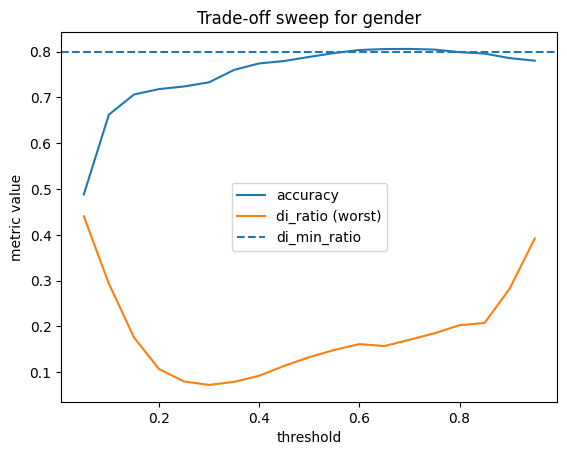 Trade-off sweep for gender
metric value
0.8
0.7
0.6
0.5
0.4
0.3
0.2
0.1
accuracy
di_ratio (worst)
di_min_ratio
0.2 0.4 0.6 0.8
threshold